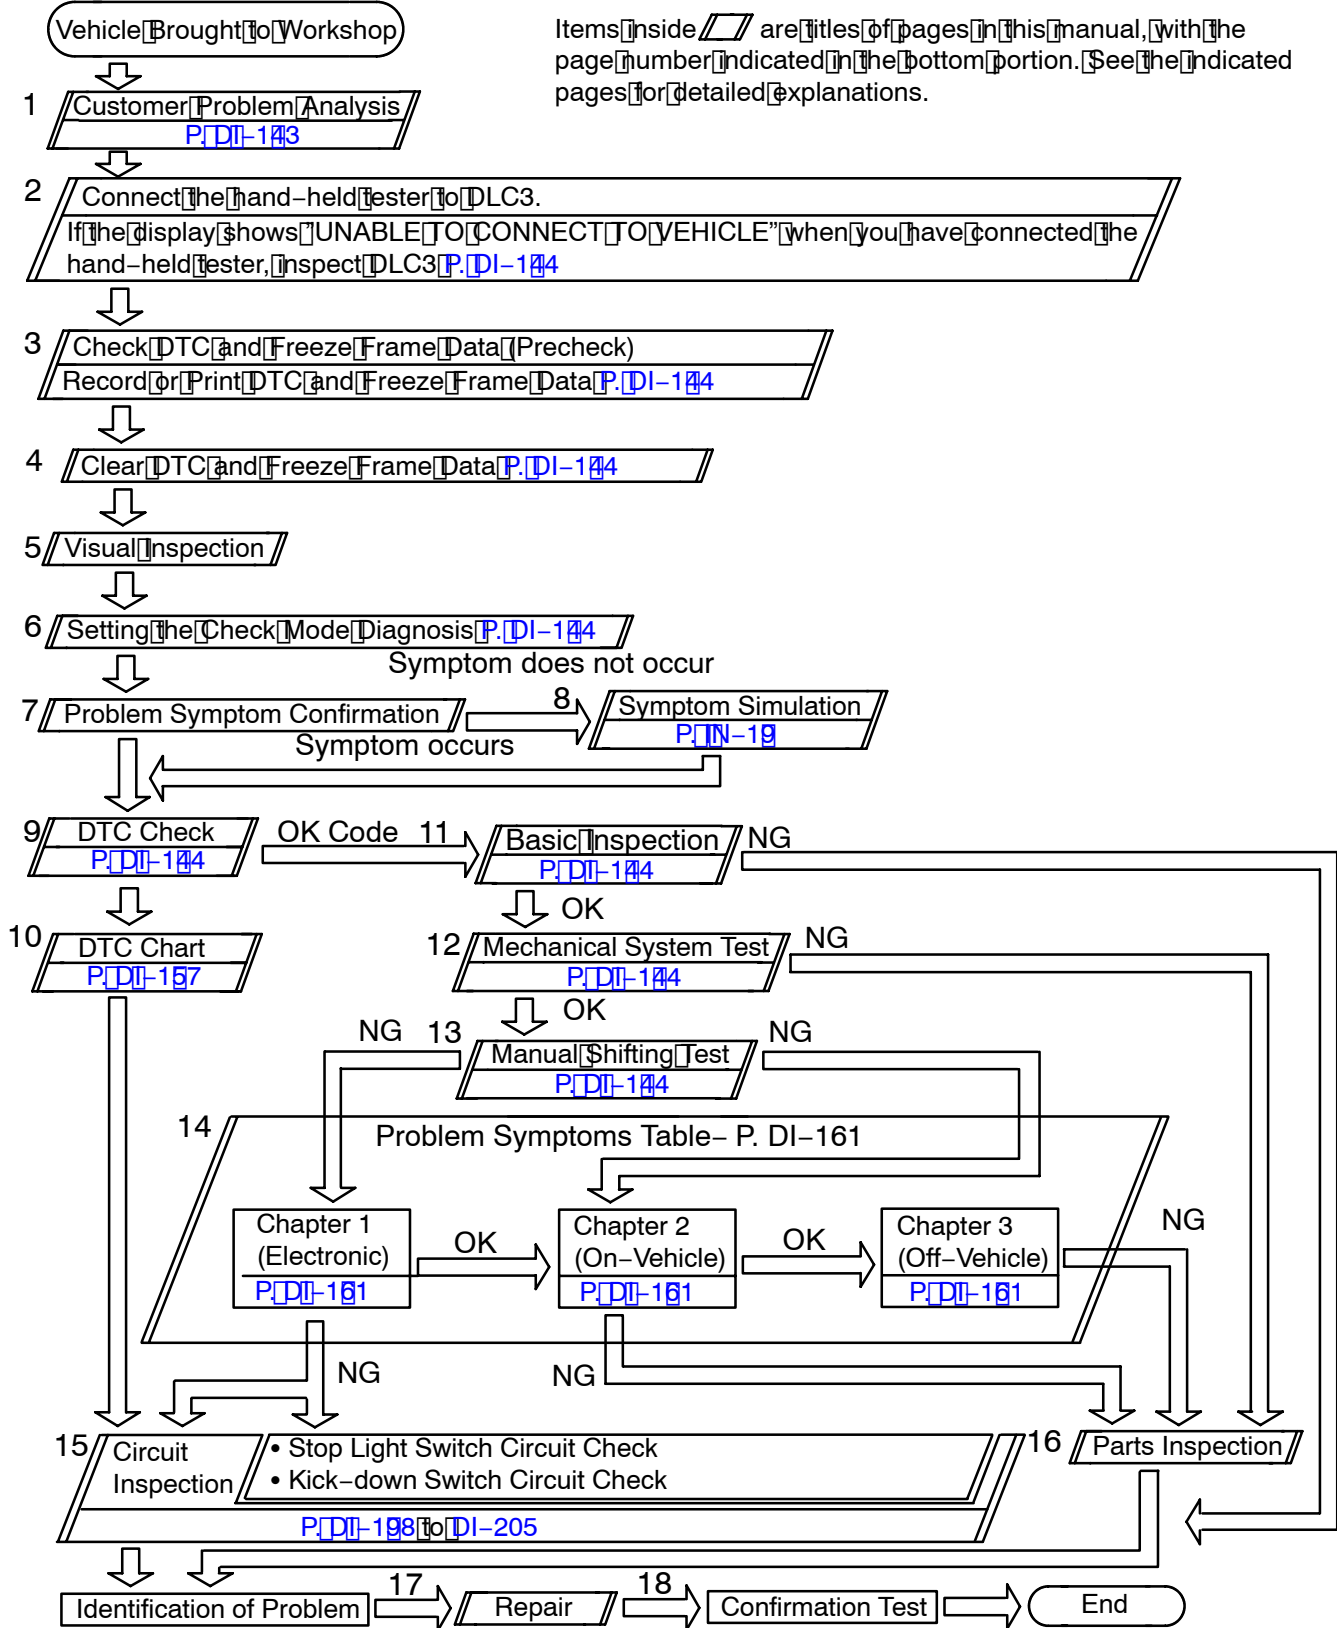 Vehicle Brought to Workshop
Items inside are titles of pages in this manual, with the
page number indicated in the bottom portion. See the indicated
pages for detailed explanations.
1
Customer Problem Analysis
P. DI–143
2
Connect the hand–held tester to DLC3.
If the display shows ”UNABLE TO CONNECT TO VEHICLE” when you have connected the
hand–held tester, inspect DLC3 P. DI–144
3
Check DTC and Freeze Frame Data (Precheck)
Record or Print DTC and Freeze Frame Data P. DI–144
4
Clear DTC and Freeze Frame Data P. DI–144
5
Visual Inspection
6
Setting the Check Mode Diagnosis P. DI–144
Symptom does not occur
7
Problem Symptom Confirmation
8
Symptom Simulation
P. IN–19
Symptom occurs
9
DTC Check
P. DI–144
OK Code
11
Basic Inspection
P. DI–144
NG
OK
10
DTC Chart
P. DI–157
12
Mechanical System Test
P. DI–144
NG
OK
NG
13
Manual Shifting Test
P. DI–144
NG
14
Problem Symptoms Table– P. DI–161
Chapter 1
(Electronic)
P. DI–161
OK
Chapter 2
(On–Vehicle)
P. DI–161
OK
Chapter 3
(Off–Vehicle)
P. DI–161
NG
NG
NG
15
Circuit
Inspection
• Stop Light Switch Circuit Check
• Kick–down Switch Circuit Check
P. DI–198 to DI–205
16
Parts Inspection
Identification of Problem
17
Repair
18
Confirmation Test
End